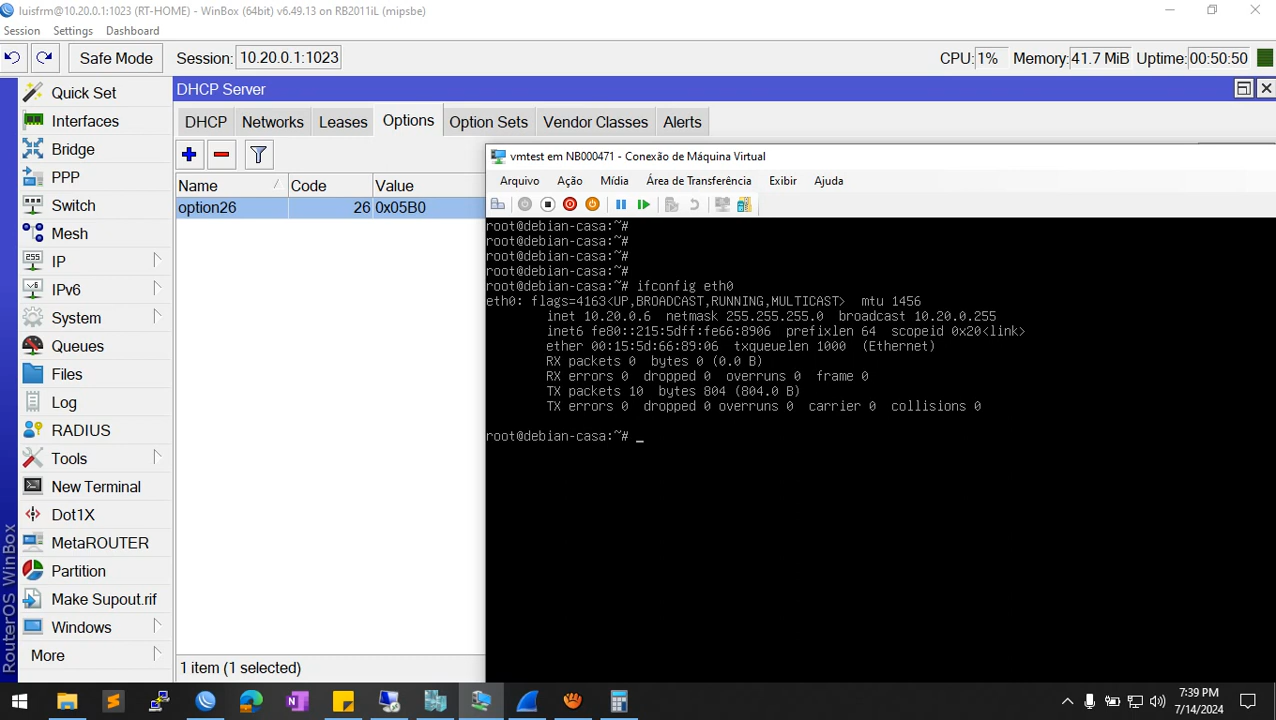 luisfrm@10.20.0.1:1023 (RT-HOME) - WinBox (64bit) v6.49.13 on RB2011iL (mipsbe)
Session Settings Dashboard
Safe Mode Session: 10.20.0.1:1023 CPU: 1% Memory: 41.7 MiB Uptime: 00:50:50
Quick Set
Interfaces
Bridge
PPP
Switch
Mesh
IP
IPv6
System
Queues
Files
Log
RADIUS
Tools
New Terminal
Dot1X
MetaROUTER
Partition
Make Supout.rif
Windows
More
RouterOS WinBox
DHCP Server
DHCP Networks Leases Options Option Sets Vendor Classes Alerts
Name / Code Value
option26 26 0x05B0
1 item (1 selected)
vmtest em NB000471 - Conexão de Máquina Virtual
Arquivo Ação Mídia Área de Transferência Exibir Ajuda
root@debian-casa:~#
root@debian-casa:~#
root@debian-casa:~#
root@debian-casa:~#
root@debian-casa:~# ifconfig eth0
eth0: flags=4163<UP,BROADCAST,RUNNING,MULTICAST> mtu 1456
inet 10.20.0.6 netmask 255.255.255.0 broadcast 10.20.0.255
inet6 fe80::215:5dff:fe66:8906 prefixlen 64 scopeid 0x20<link>
ether 00:15:5d:66:89:06 txqueuelen 1000 (Ethernet)
RX packets 0 bytes 0 (0.0 B)
RX errors 0 dropped 0 overruns 0 frame 0
TX packets 10 bytes 804 (804.0 B)
TX errors 0 dropped 0 overruns 0 carrier 0 collisions 0
root@debian-casa:~# _
7:39 PM
7/14/2024